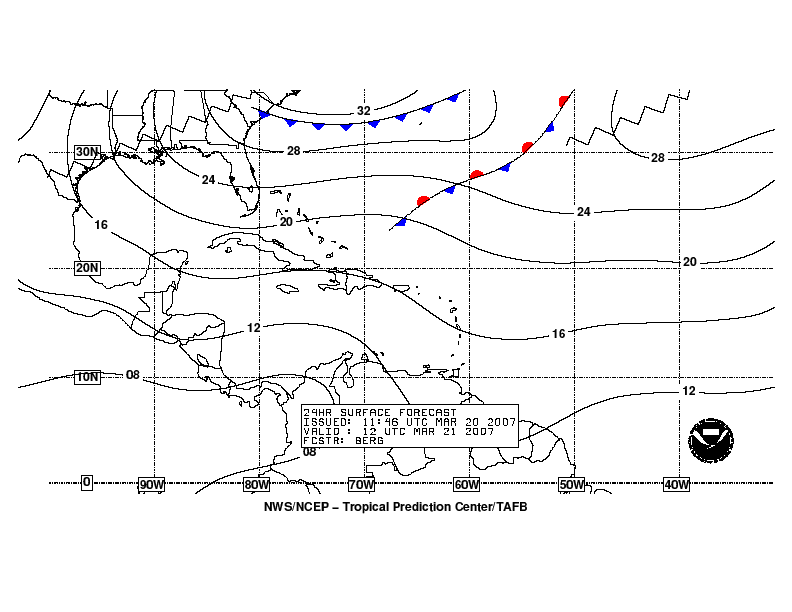 32
28
30N
28
24
24
20
16
20
20N
12
16
08
10N
12
24HR SURFACE FORECAST
ISSUED: 11:46 UTC MAR 20 2007
VALID : 12 UTC MAR 21 2007
FCSTR: BERG
08
0 90W 80W 70W 60W 50W 40W
NWS/NCEP – Tropical Prediction Center/TAFB